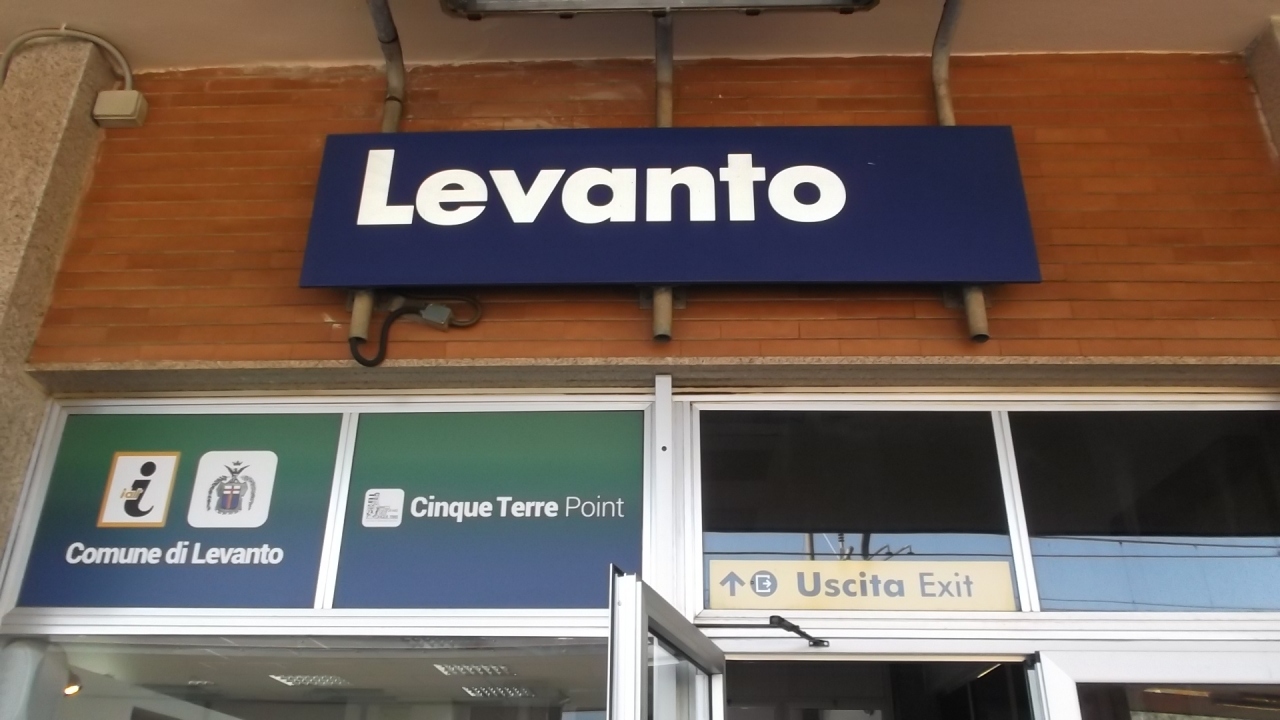 Levanto
Comune di Levanto
Cinque Terre Point
Uscita Exit